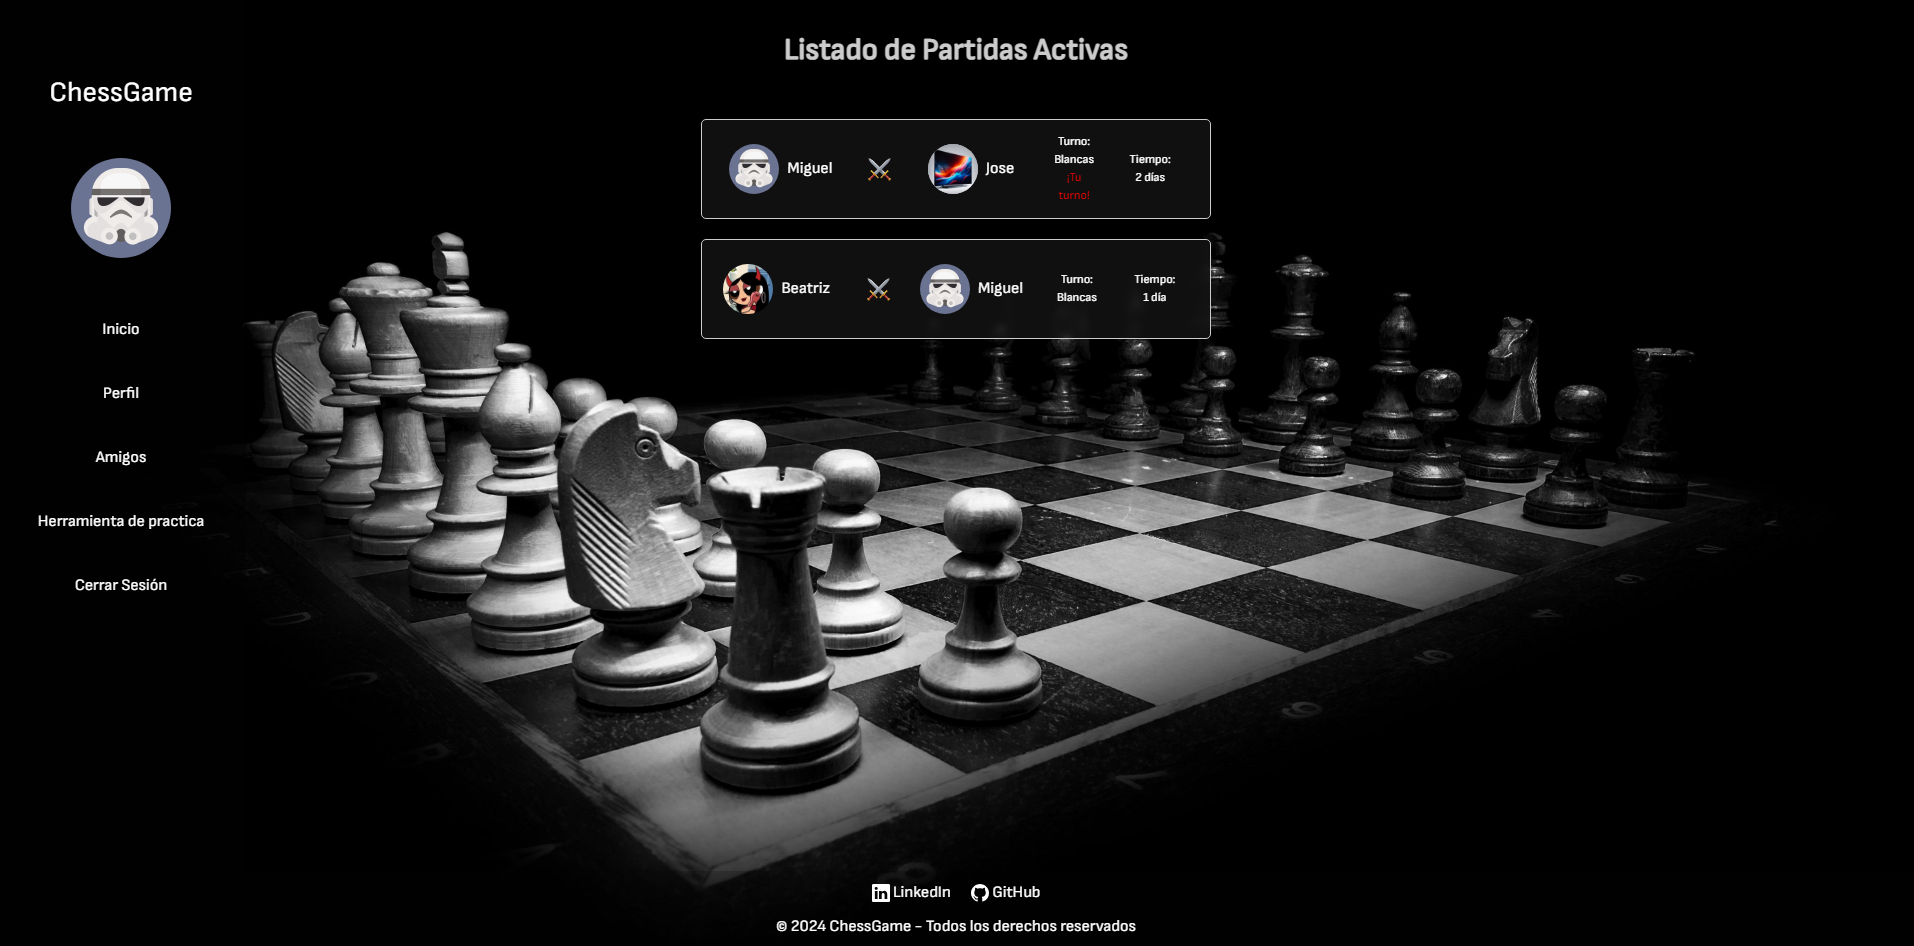 Listado de Partidas Activas
ChessGame
Inicio
Perfil
Amigos
Herramienta de practica
Cerrar Sesión
Miguel
Jose
Turno:
Blancas
¡Tu
turno!
Tiempo:
2 días
Beatriz
Miguel
Turno:
Blancas
Tiempo:
1 día
LinkedIn
GitHub
© 2024 ChessGame - Todos los derechos reservados